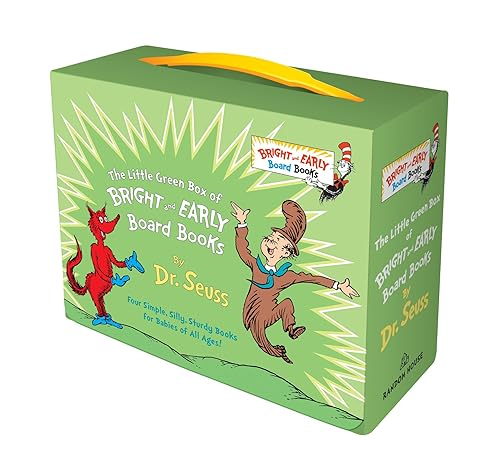 BRIGHT and EARLY
Board Books
The Little Green Box of
BRIGHT and EARLY
Board Books
By
Dr. Seuss
Four Simple, Silly, Sturdy Books
for Babies of All Ages!
BRIGHT and EARLY
Board Books
The Little Green Box
of
BRIGHT and EARLY
Board Books
By
Dr. Seuss
RANDOM HOUSE